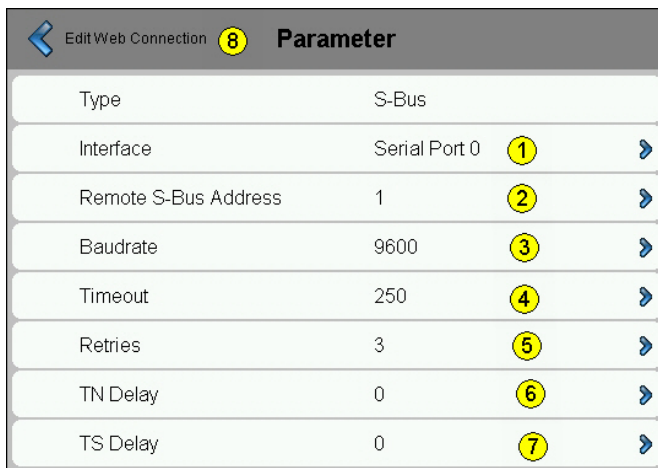 Edit Web Connection 8 Parameter
Type S-Bus
Interface Serial Port 0 1
Remote S-Bus Address 1 2
Baudrate 9600 3
Timeout 250 4
Retries 3 5
TN Delay 0 6
TS Delay 0 7